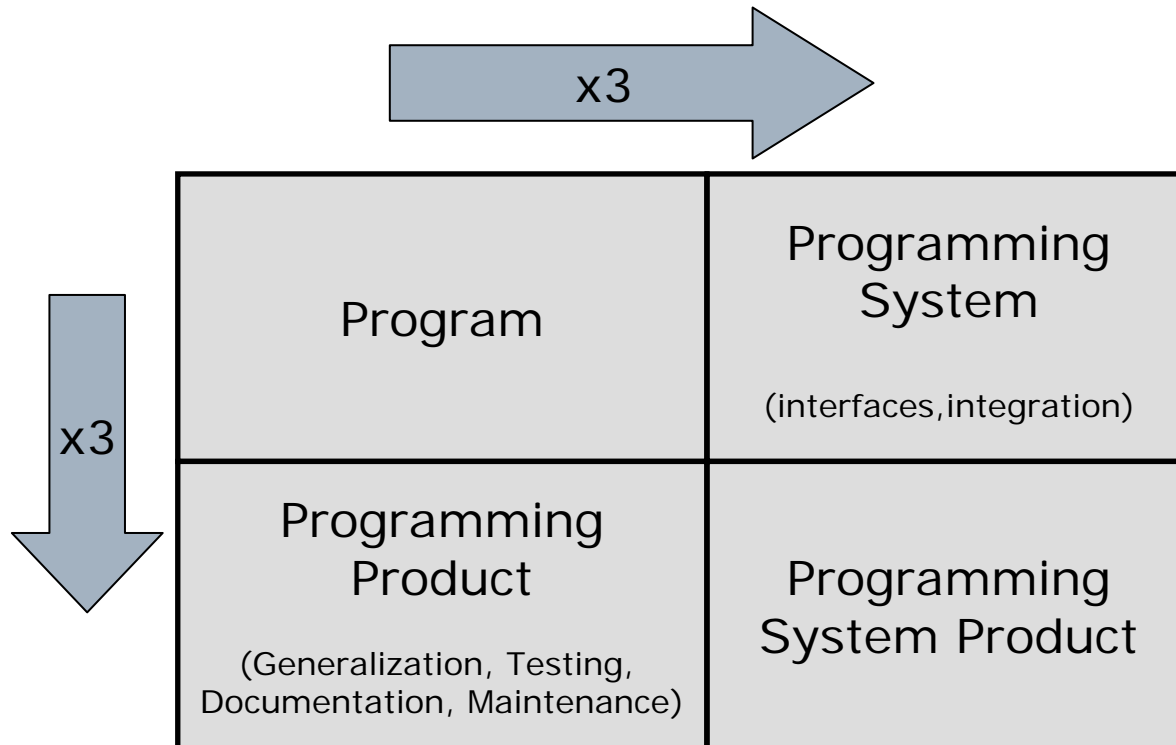 x3
Program
Programming
System
(interfaces,integration)
x3
Programming
Product
(Generalization, Testing,
Documentation, Maintenance)
Programming
System Product